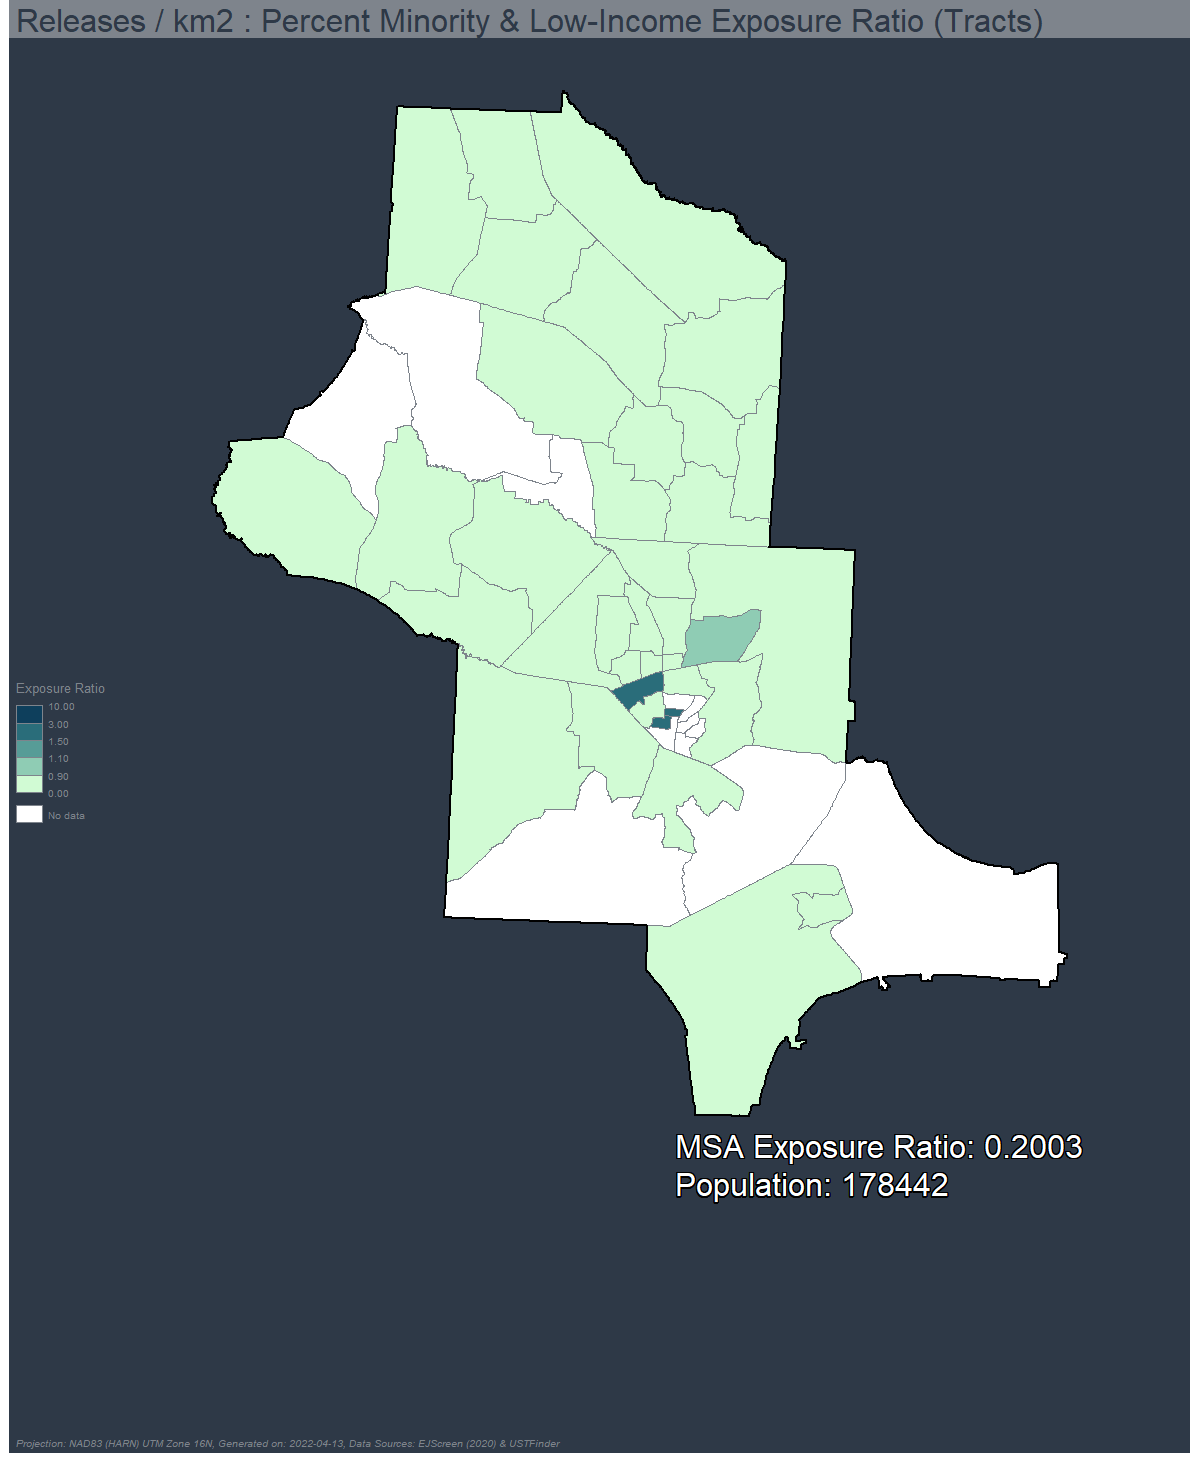 Releases / km2 : Percent Minority & Low-Income Exposure Ratio (Tracts)
Exposure Ratio
10.00
3.00
1.50
1.10
0.90
0.00
No data
MSA Exposure Ratio: 0.2003
Population: 178442
Projection: NAD83 (HARN) UTM Zone 16N, Generated on: 2022-04-13, Data Sources: EJScreen (2020) & USTFinder